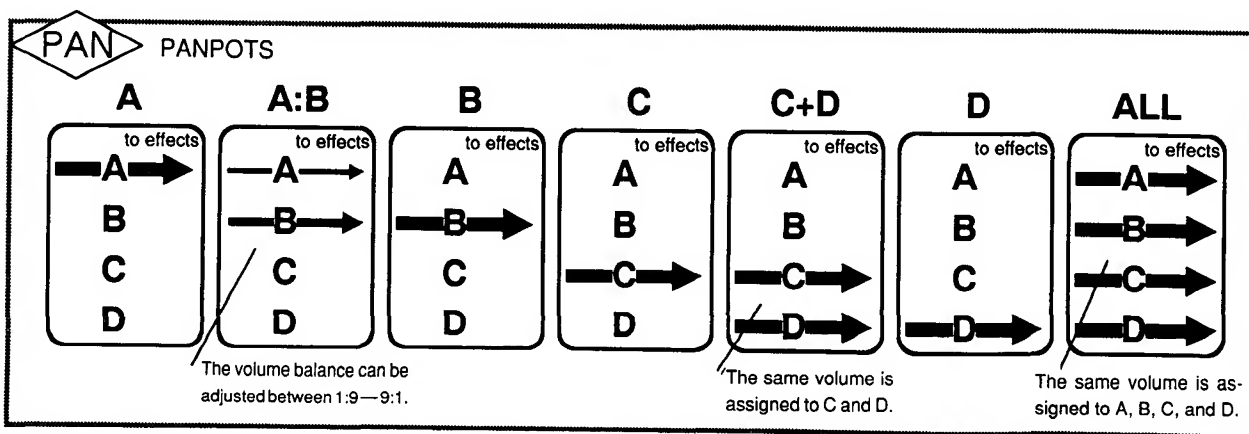 PAN PANPOTS
A A:B B C C+D D ALL
to effects to effects to effects to effects to effects to effects to effects
A A A A A A A
B B B B B B B
C C C C C C C
D D D D D D D
The volume balance can be
adjusted between 1:9—9:1.
The same volume is
assigned to C and D.
The same volume is as-
signed to A, B, C, and D.